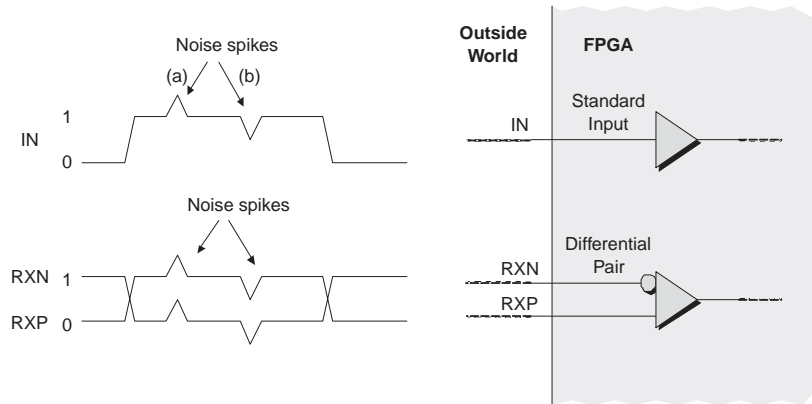 Noise spikes
(a) (b)
IN
1
0
Noise spikes
RXN 1
RXP 0
Outside
World
FPGA
Standard
Input
IN
Differential
Pair
RXN
RXP